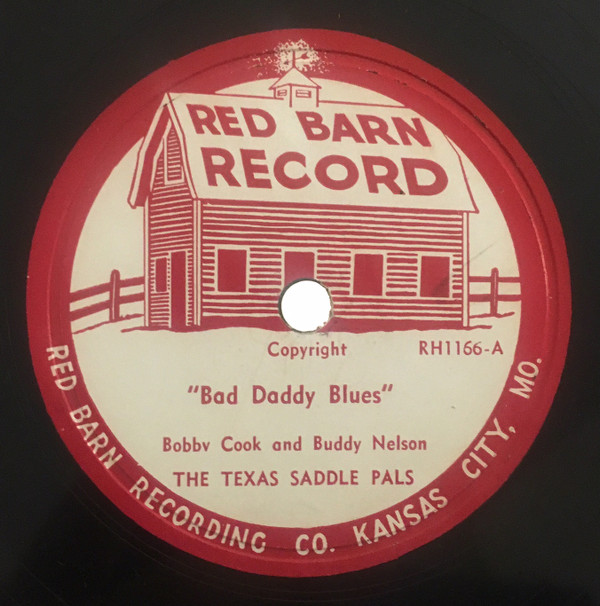 RED BARN
RECORD
Copyright RH1166-A
"Bad Daddy Blues"
Bobbv Cook and Buddy Nelson
THE TEXAS SADDLE PALS
RED BARN RECORDING CO. KANSAS CITY, MO.